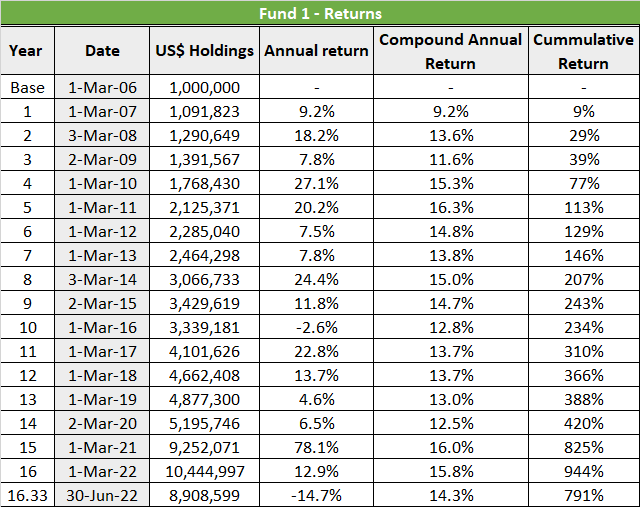 Fund 1 - Returns
Year Date US$ Holdings Annual return Compound Annual Return Cummulative Return
Base 1-Mar-06 1,000,000 - - -
1 1-Mar-07 1,091,823 9.2% 9.2% 9%
2 3-Mar-08 1,290,649 18.2% 13.6% 29%
3 2-Mar-09 1,391,567 7.8% 11.6% 39%
4 1-Mar-10 1,768,430 27.1% 15.3% 77%
5 1-Mar-11 2,125,371 20.2% 16.3% 113%
6 1-Mar-12 2,285,040 7.5% 14.8% 129%
7 1-Mar-13 2,464,298 7.8% 13.8% 146%
8 3-Mar-14 3,066,733 24.4% 15.0% 207%
9 2-Mar-15 3,429,619 11.8% 14.7% 243%
10 1-Mar-16 3,339,181 -2.6% 12.8% 234%
11 1-Mar-17 4,101,626 22.8% 13.7% 310%
12 1-Mar-18 4,662,408 13.7% 13.7% 366%
13 1-Mar-19 4,877,300 4.6% 13.0% 388%
14 2-Mar-20 5,195,746 6.5% 12.5% 420%
15 1-Mar-21 9,252,071 78.1% 16.0% 825%
16 1-Mar-22 10,444,997 12.9% 15.8% 944%
16.33 30-Jun-22 8,908,599 -14.7% 14.3% 791%